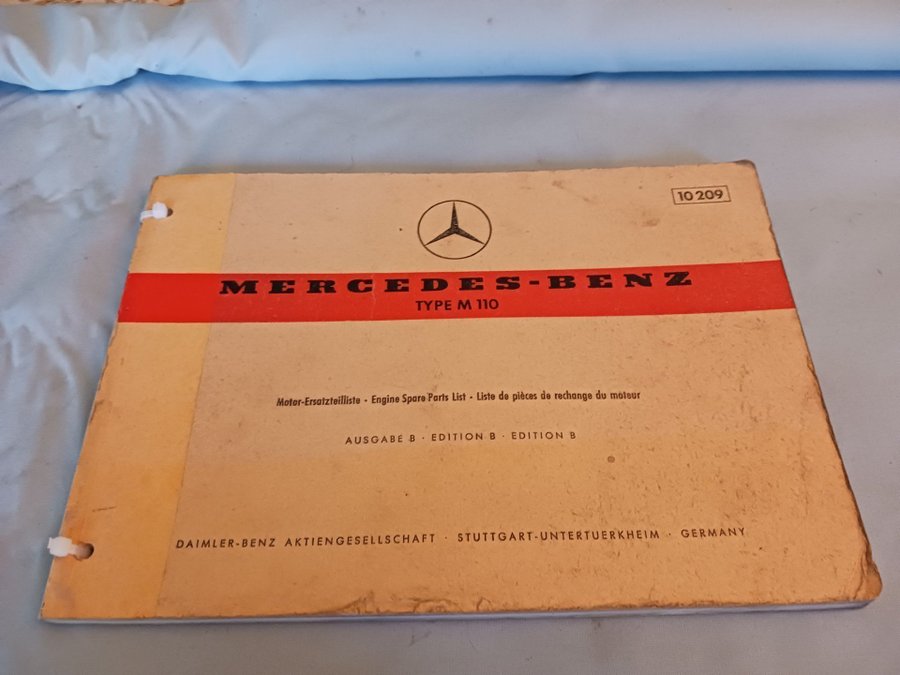 10 209
MERCEDES-BENZ
TYPE M 110
Motor-Ersatzteilliste · Engine Spare Parts List · Liste de pièces de rechange du moteur
AUSGABE B · EDITION B · EDITION B
DAIMLER-BENZ AKTIENGESELLSCHAFT · STUTTGART-UNTERTUERKHEIM · GERMANY